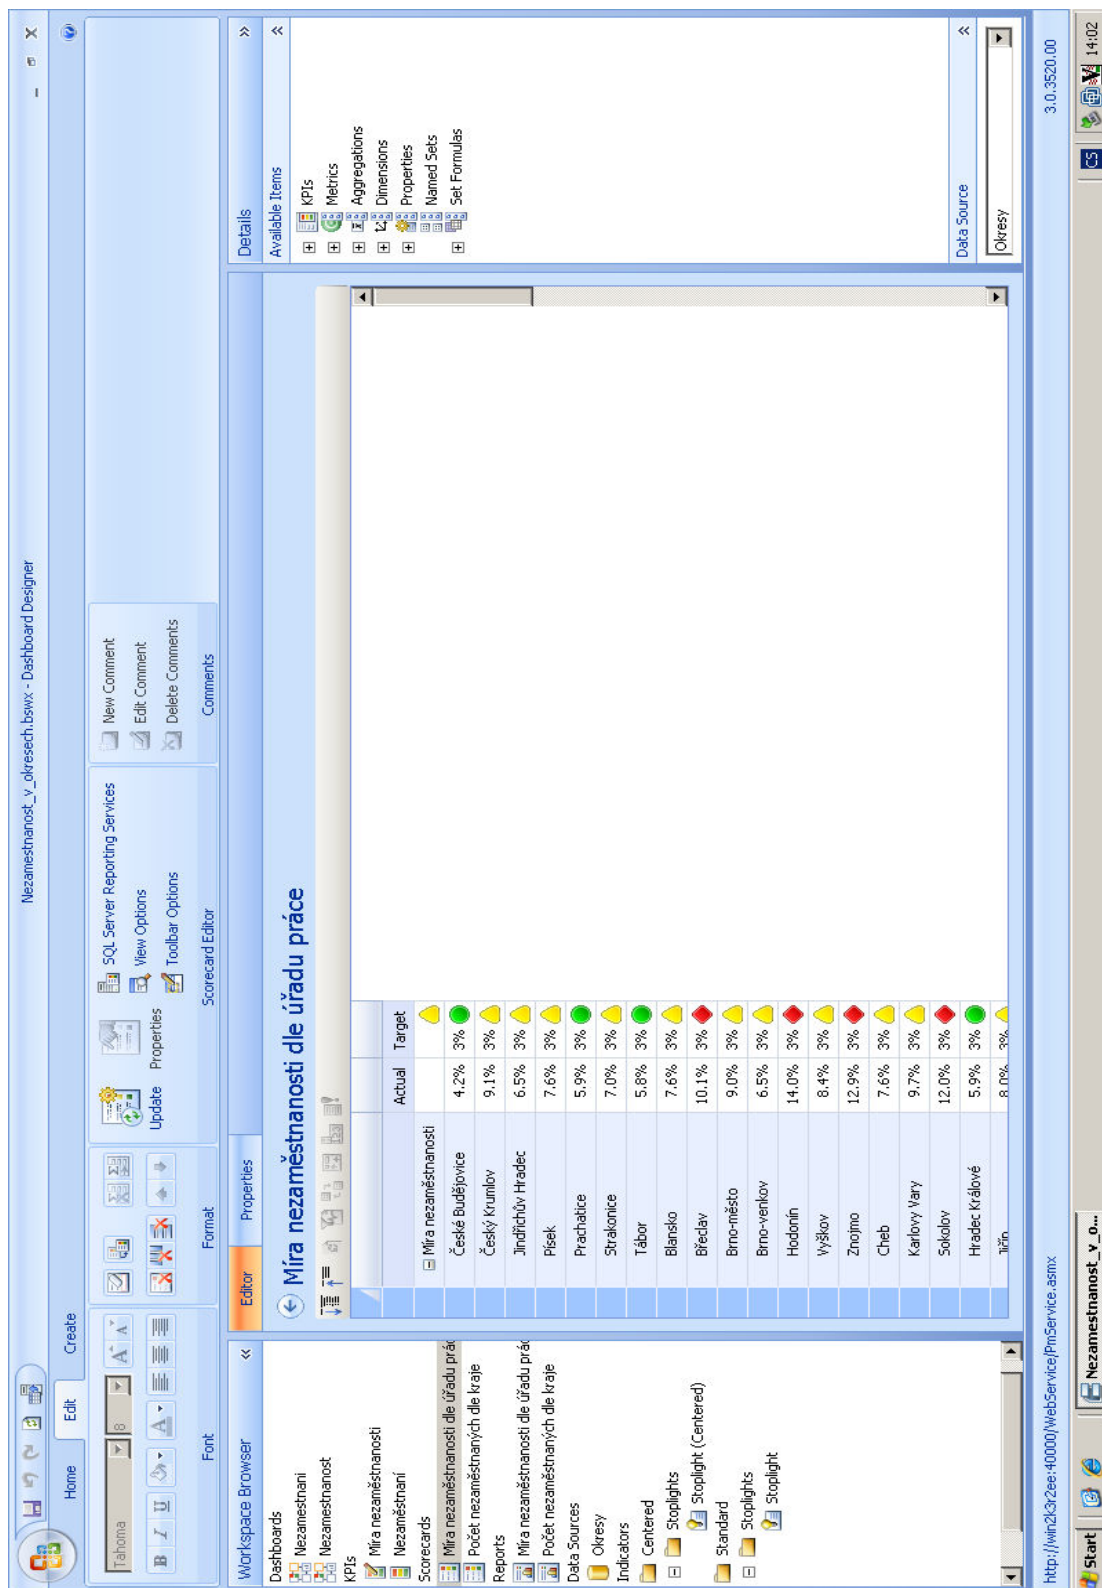 Nezamestnanost_v_okresech.bswx - Dashboard Designer
Home Edit Create
Tahoma 8
B I U A
Font
Format
Update Properties
SQL Server Reporting Services
View Options
Toolbar Options
Scorecard Editor
New Comment
Edit Comment
Delete Comments
Comments
Workspace Browser
Dashboards
Nezamestnani
Nezamestnanost
KPIs
Míra nezaměstnanosti
Nezaměstnaní
Scorecards
Míra nezaměstnanosti dle úřadu prác
Počet nezaměstnaných dle kraje
Reports
Míra nezaměstnanosti dle úřadu prác
Počet nezaměstnaných dle kraje
Data Sources
Okresy
Indicators
Centered
Stoplights
Stoplight (Centered)
Standard
Stoplights
Stoplight
Editor Properties
Míra nezaměstnanosti dle úřadu práce
Actual Target
Míra nezaměstnanosti
České Budějovice 4.2% 3%
Český Krumlov 9.1% 3%
Jindřichův Hradec 6.5% 3%
Písek 7.6% 3%
Prachatice 5.9% 3%
Strakonice 7.0% 3%
Tábor 5.8% 3%
Blansko 7.6% 3%
Břeclav 10.1% 3%
Brno-město 9.0% 3%
Brno-venkov 6.5% 3%
Hodonín 14.0% 3%
Vyškov 8.4% 3%
Znojmo 12.9% 3%
Cheb 7.6% 3%
Karlovy Vary 9.7% 3%
Sokolov 12.0% 3%
Hradec Králové 5.9% 3%
Jičín 8.0% 3%
Details
Available Items
KPIs
Metrics
Aggregations
Dimensions
Properties
Named Sets
Set Formulas
Data Source
Okresy
http://win2k3r2ee:40000/WebService/PmService.asmx 3.0.3520.00
Start Nezamestnanost_v_o... CS 14:02